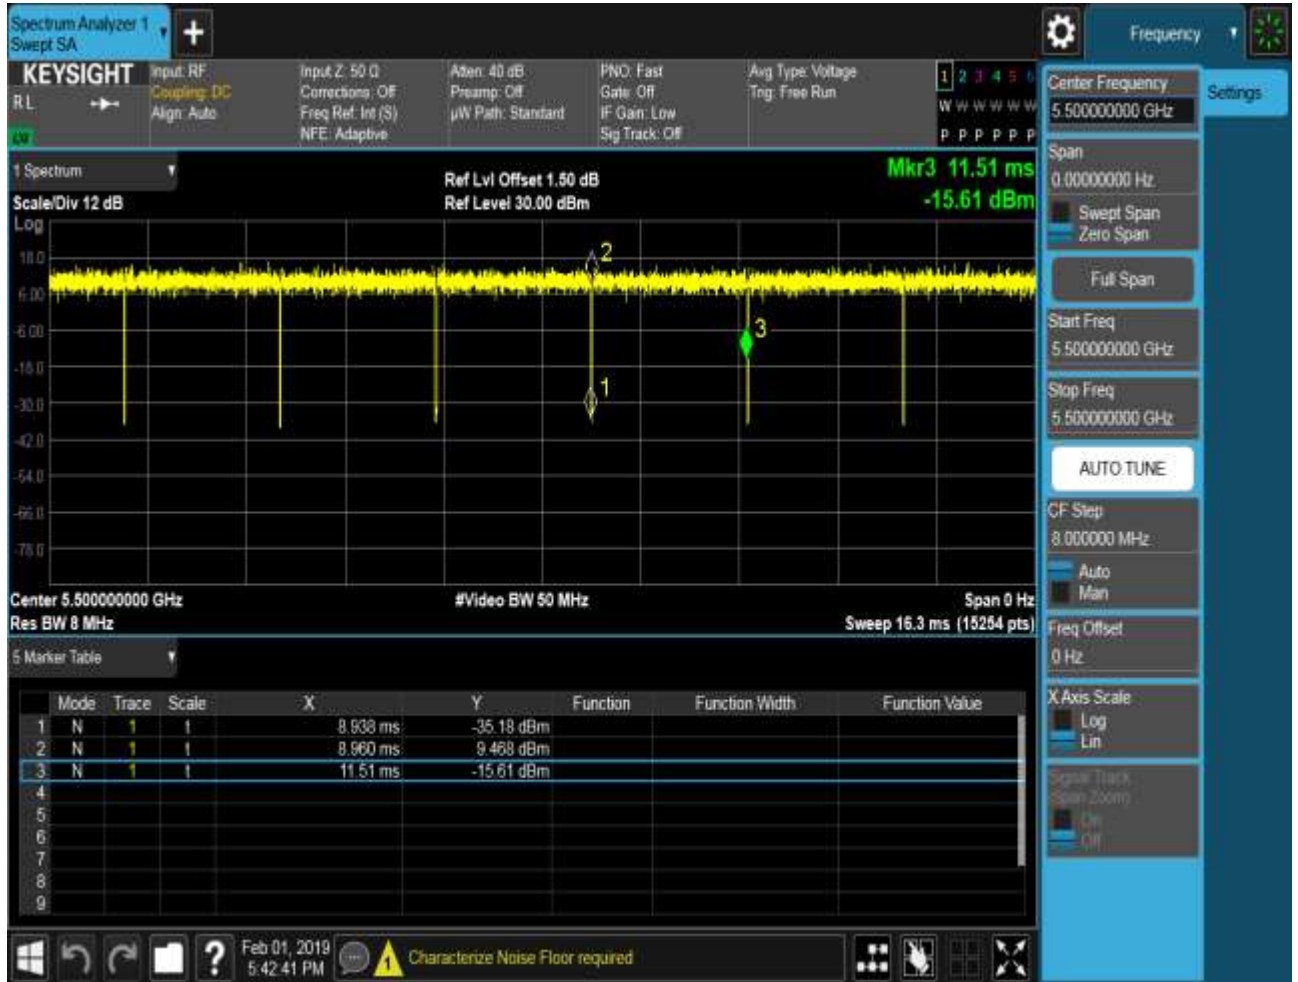 Spectrum Analyzer 1
Swept SA
+
Frequency
KEYSIGHT
RL
Input: RF
Coupling: DC
Align: Auto
Input Z: 50 Ω
Corrections: Off
Freq Ref: Int (S)
NFE: Adaptive
Atten: 40 dB
Preamp: Off
µW Path: Standard
PNO: Fast
Gate: Off
IF Gain: Low
Sig Track: Off
Avg Type: Voltage
Trig: Free Run
1 2 3 4 5 6
W W W W W W
P P P P P P
1 Spectrum
Scale/Div 12 dB
Log
Ref Lvl Offset 1.50 dB
Ref Level 30.00 dBm
Mkr3 11.51 ms
-15.61 dBm
18.0
6.00
-6.00
-18.0
-30.0
-42.0
-54.0
-66.0
-78.0
2
3
1
Center 5.500000000 GHz
Res BW 8 MHz
#Video BW 50 MHz
Span 0 Hz
Sweep 16.3 ms (15254 pts)
5 Marker Table
Mode Trace Scale X Y Function Function Width Function Value
1 N 1 t 8.938 ms -35.18 dBm
2 N 1 t 8.960 ms 9.468 dBm
3 N 1 t 11.51 ms -15.61 dBm
4
5
6
7
8
9
Feb 01, 2019
5:42:41 PM
?
1
Characterize Noise Floor required
Center Frequency
5.500000000 GHz
Settings
Span
0.00000000 Hz
Swept Span
Zero Span
Full Span
Start Freq
5.500000000 GHz
Stop Freq
5.500000000 GHz
AUTO TUNE
CF Step
8.000000 MHz
Auto
Man
Freq Offset
0 Hz
X Axis Scale
Log
Lin
Signal Track
(Span Zoom)
On
Off